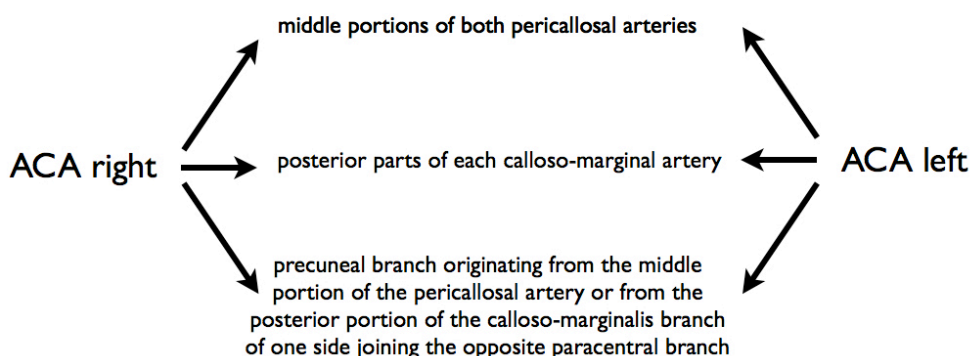 middle portions of both pericallosal arteries
ACA right
posterior parts of each calloso-marginal artery
ACA left
precuneal branch originating from the middle
portion of the pericallosal artery or from the
posterior portion of the calloso-marginalis branch
of one side joining the opposite paracentral branch